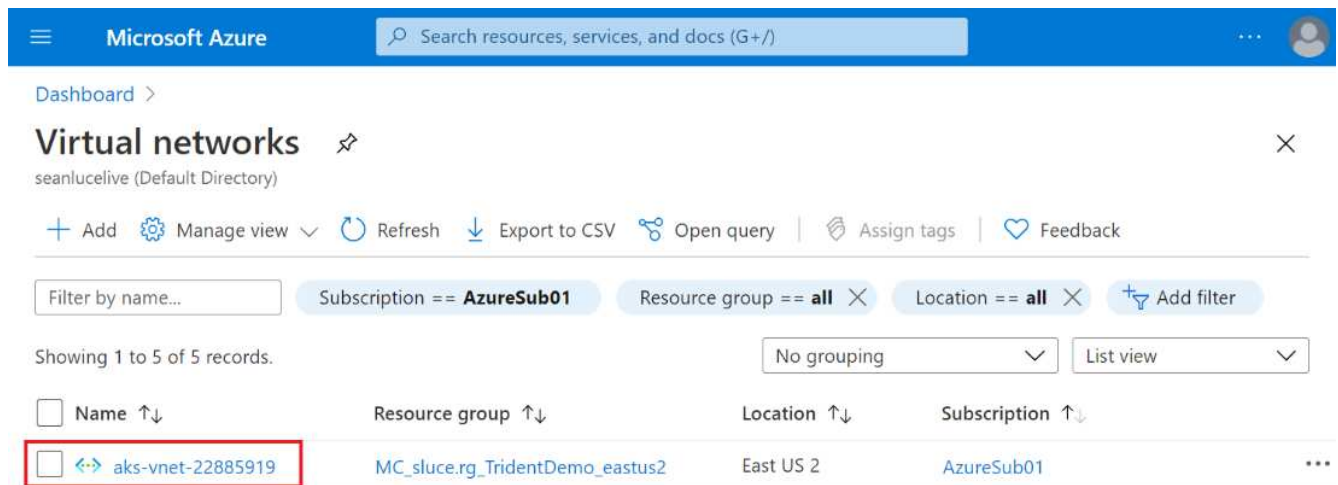 Microsoft Azure Search resources, services, and docs (G+/) ...
Dashboard >
Virtual networks
seanlucelive (Default Directory)
Add Manage view Refresh Export to CSV Open query Assign tags Feedback
Filter by name... Subscription == AzureSub01 Resource group == all Location == all Add filter
Showing 1 to 5 of 5 records. No grouping List view
Name ↑↓ Resource group ↑↓ Location ↑↓ Subscription ↑↓
aks-vnet-22885919 MC_sluce.rg_TridentDemo_eastus2 East US 2 AzureSub01 ...